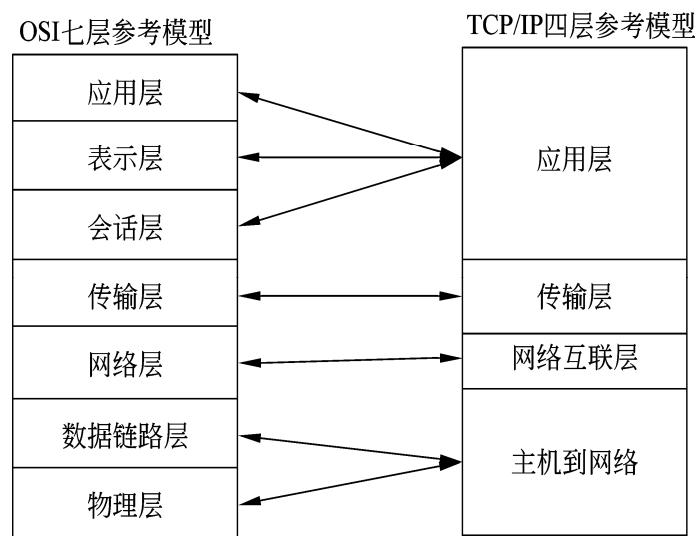 OSI七层参考模型
应用层
表示层
会话层
传输层
网络层
数据链路层
物理层
TCP/IP四层参考模型
应用层
传输层
网络互联层
主机到网络